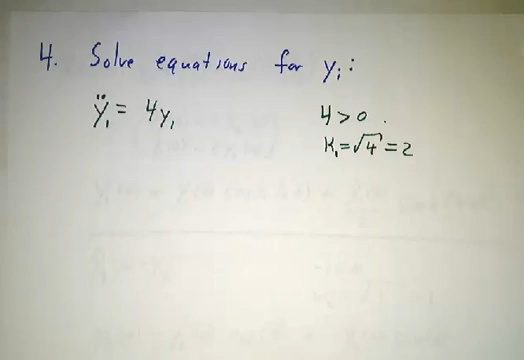 4. Solve equations for yᵢ:
ÿ₁ = 4y₁
4 > 0 .
K₁ = √4 = 2